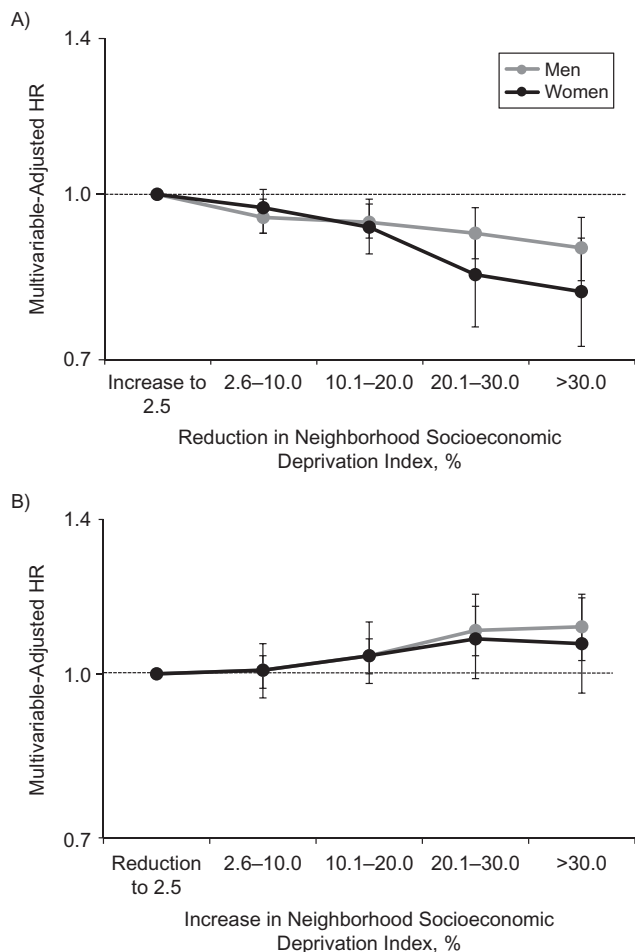 A)
1.4
Men
Women
1.0
0.7
Multivariable-Adjusted HR
Increase to
2.5
2.6–10.0
10.1–20.0
20.1–30.0
>30.0
Reduction in Neighborhood Socioeconomic
Deprivation Index, %
B)
1.4
1.0
0.7
Multivariable-Adjusted HR
Reduction
to 2.5
2.6–10.0
10.1–20.0
20.1–30.0
>30.0
Increase in Neighborhood Socioeconomic
Deprivation Index, %